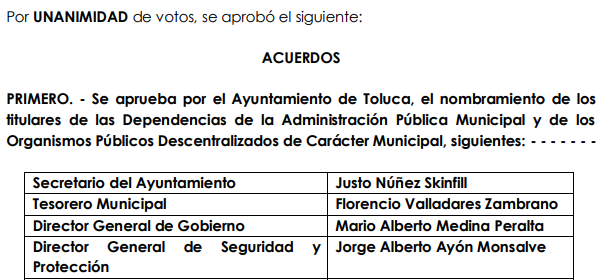 Por UNANIMIDAD de votos, se aprobó el siguiente:
ACUERDOS
PRIMERO. - Se aprueba por el Ayuntamiento de Toluca, el nombramiento de los
titulares de las Dependencias de la Administración Pública Municipal y de los
Organismos Públicos Descentralizados de Carácter Municipal, siguientes: - - - - - - -
Secretario del Ayuntamiento Justo Núñez Skinfill
Tesorero Municipal Florencio Valladares Zambrano
Director General de Gobierno Mario Alberto Medina Peralta
Director General de Seguridad y Jorge Alberto Ayón Monsalve
Protección